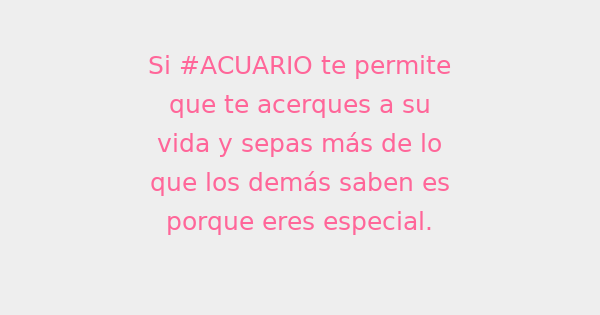 Si #ACUARIO te permite
que te acerques a su
vida y sepas más de lo
que los demás saben es
porque eres especial.